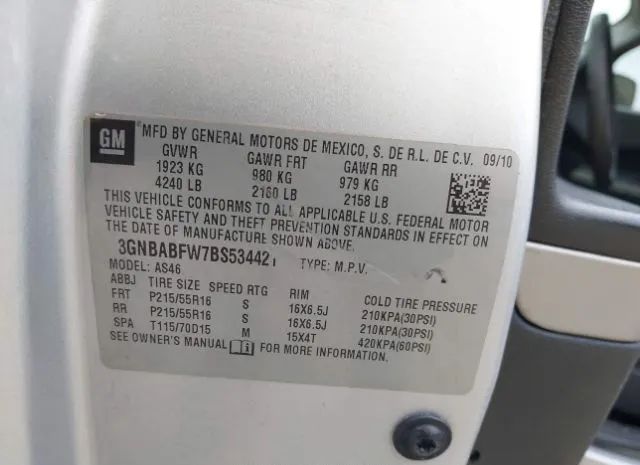 GM
MFD BY GENERAL MOTORS DE MEXICO, S. DE R.L. DE C.V. 09/10
GVWR GAWR FRT GAWR RR
1923 KG 980 KG 979 KG
4240 LB 2160 LB 2158 LB
THIS VEHICLE CONFORMS TO ALL APPLICABLE U.S. FEDERAL MOTOR
VEHICLE SAFETY AND THEFT PREVENTION STANDARDS IN EFFECT ON
THE DATE OF MANUFACTURE SHOWN ABOVE.
3GNBABFW7BS534421 TYPE: M.P.V.
MODEL: AS46
ABBJ TIRE SIZE SPEED RTG RIM COLD TIRE PRESSURE
FRT P215/55R16 S 16X6.5J 210KPA(30PSI)
RR P215/55R16 S 16X6.5J 210KPA(30PSI)
SPA T115/70D15 M 15X4T 420KPA(60PSI)
SEE OWNER'S MANUAL FOR MORE INFORMATION.